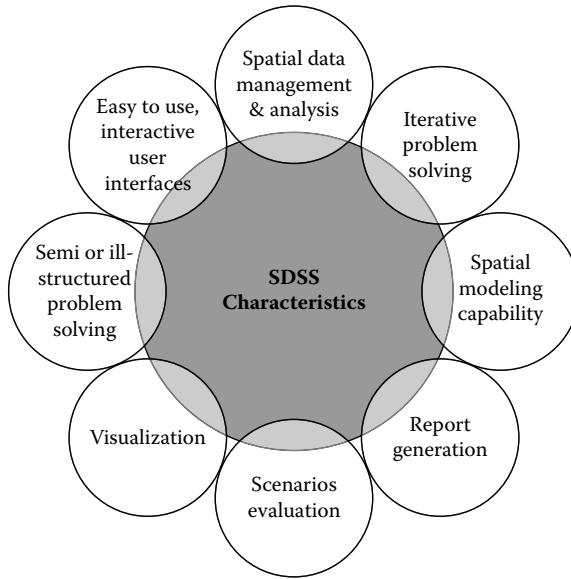 Spatial data
management
& analysis
Iterative
problem
solving
Spatial
modeling
capability
Report
generation
Scenarios
evaluation
Visualization
Semi or ill-
structured
problem
solving
Easy to use,
interactive
user
interfaces
SDSS
Characteristics